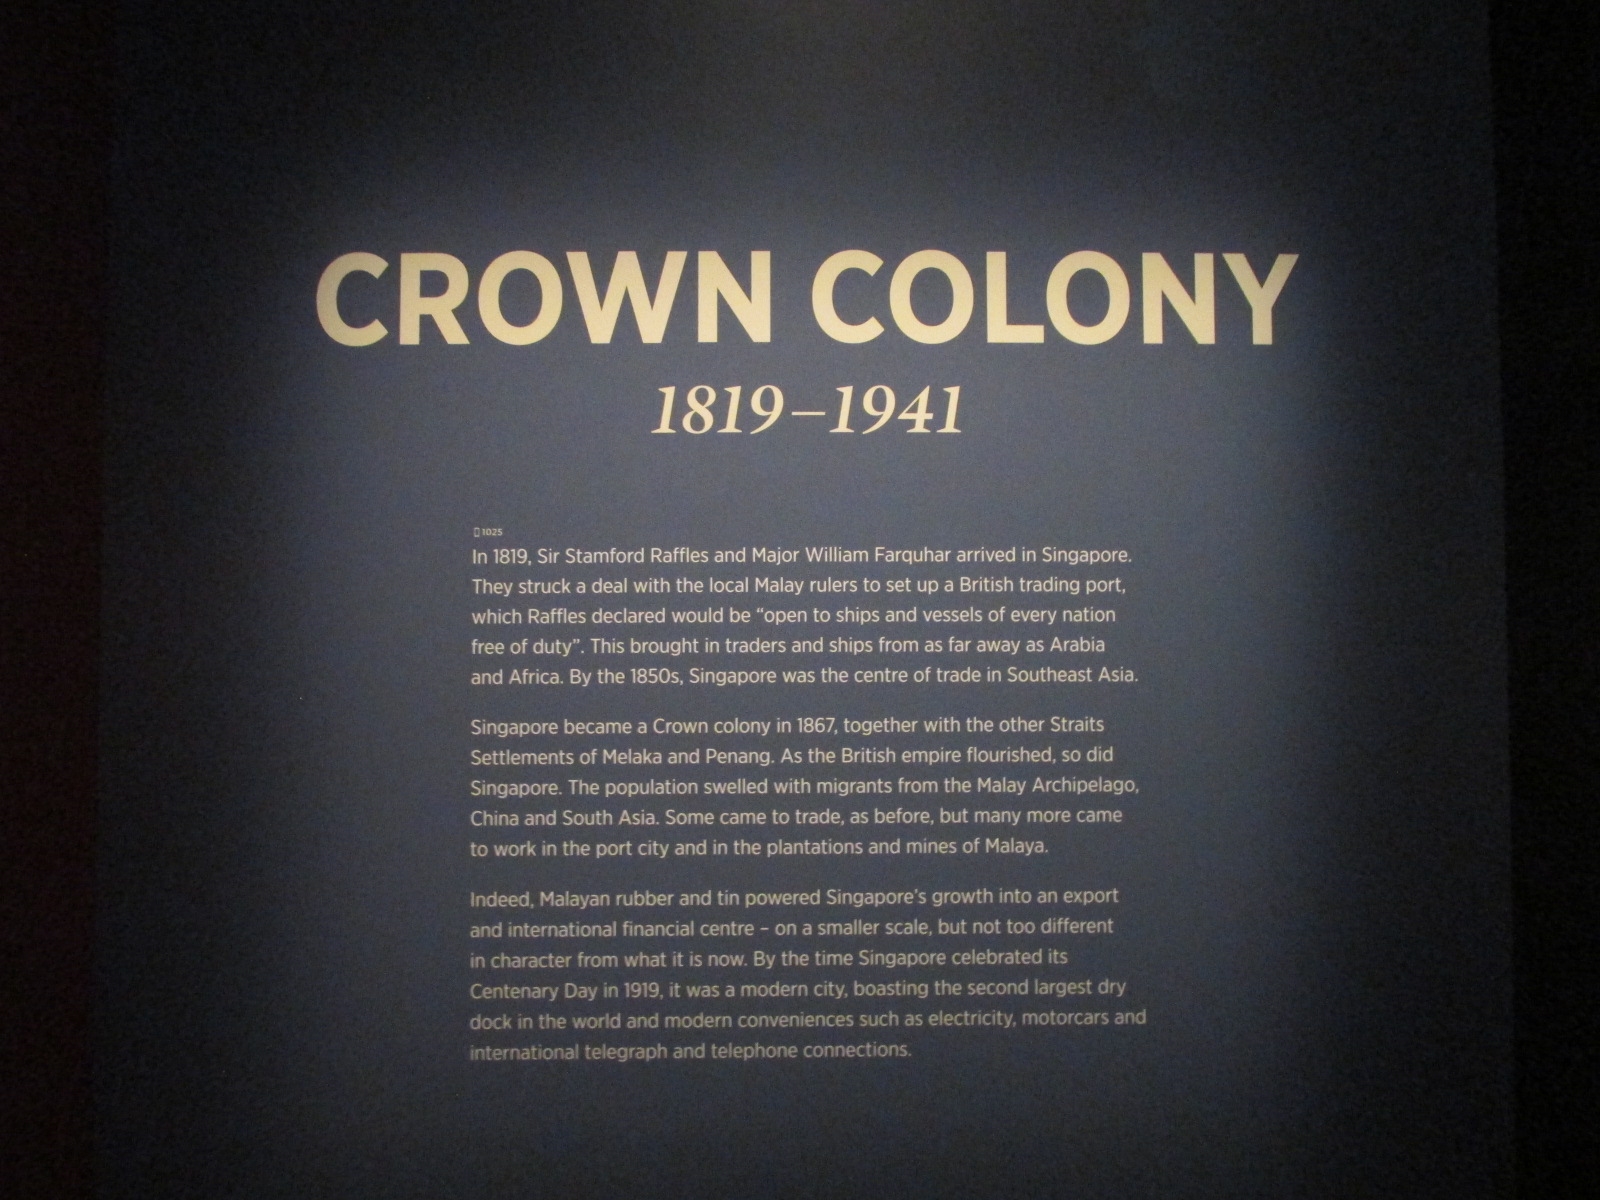 CROWN COLONY
1819–1941
1025
In 1819, Sir Stamford Raffles and Major William Farquhar arrived in Singapore.
They struck a deal with the local Malay rulers to set up a British trading port,
which Raffles declared would be “open to ships and vessels of every nation
free of duty”. This brought in traders and ships from as far away as Arabia
and Africa. By the 1850s, Singapore was the centre of trade in Southeast Asia.
Singapore became a Crown colony in 1867, together with the other Straits
Settlements of Melaka and Penang. As the British empire flourished, so did
Singapore. The population swelled with migrants from the Malay Archipelago,
China and South Asia. Some came to trade, as before, but many more came
to work in the port city and in the plantations and mines of Malaya.
Indeed, Malayan rubber and tin powered Singapore’s growth into an export
and international financial centre – on a smaller scale, but not too different
in character from what it is now. By the time Singapore celebrated its
Centenary Day in 1919, it was a modern city, boasting the second largest dry
dock in the world and modern conveniences such as electricity, motorcars and
international telegraph and telephone connections.